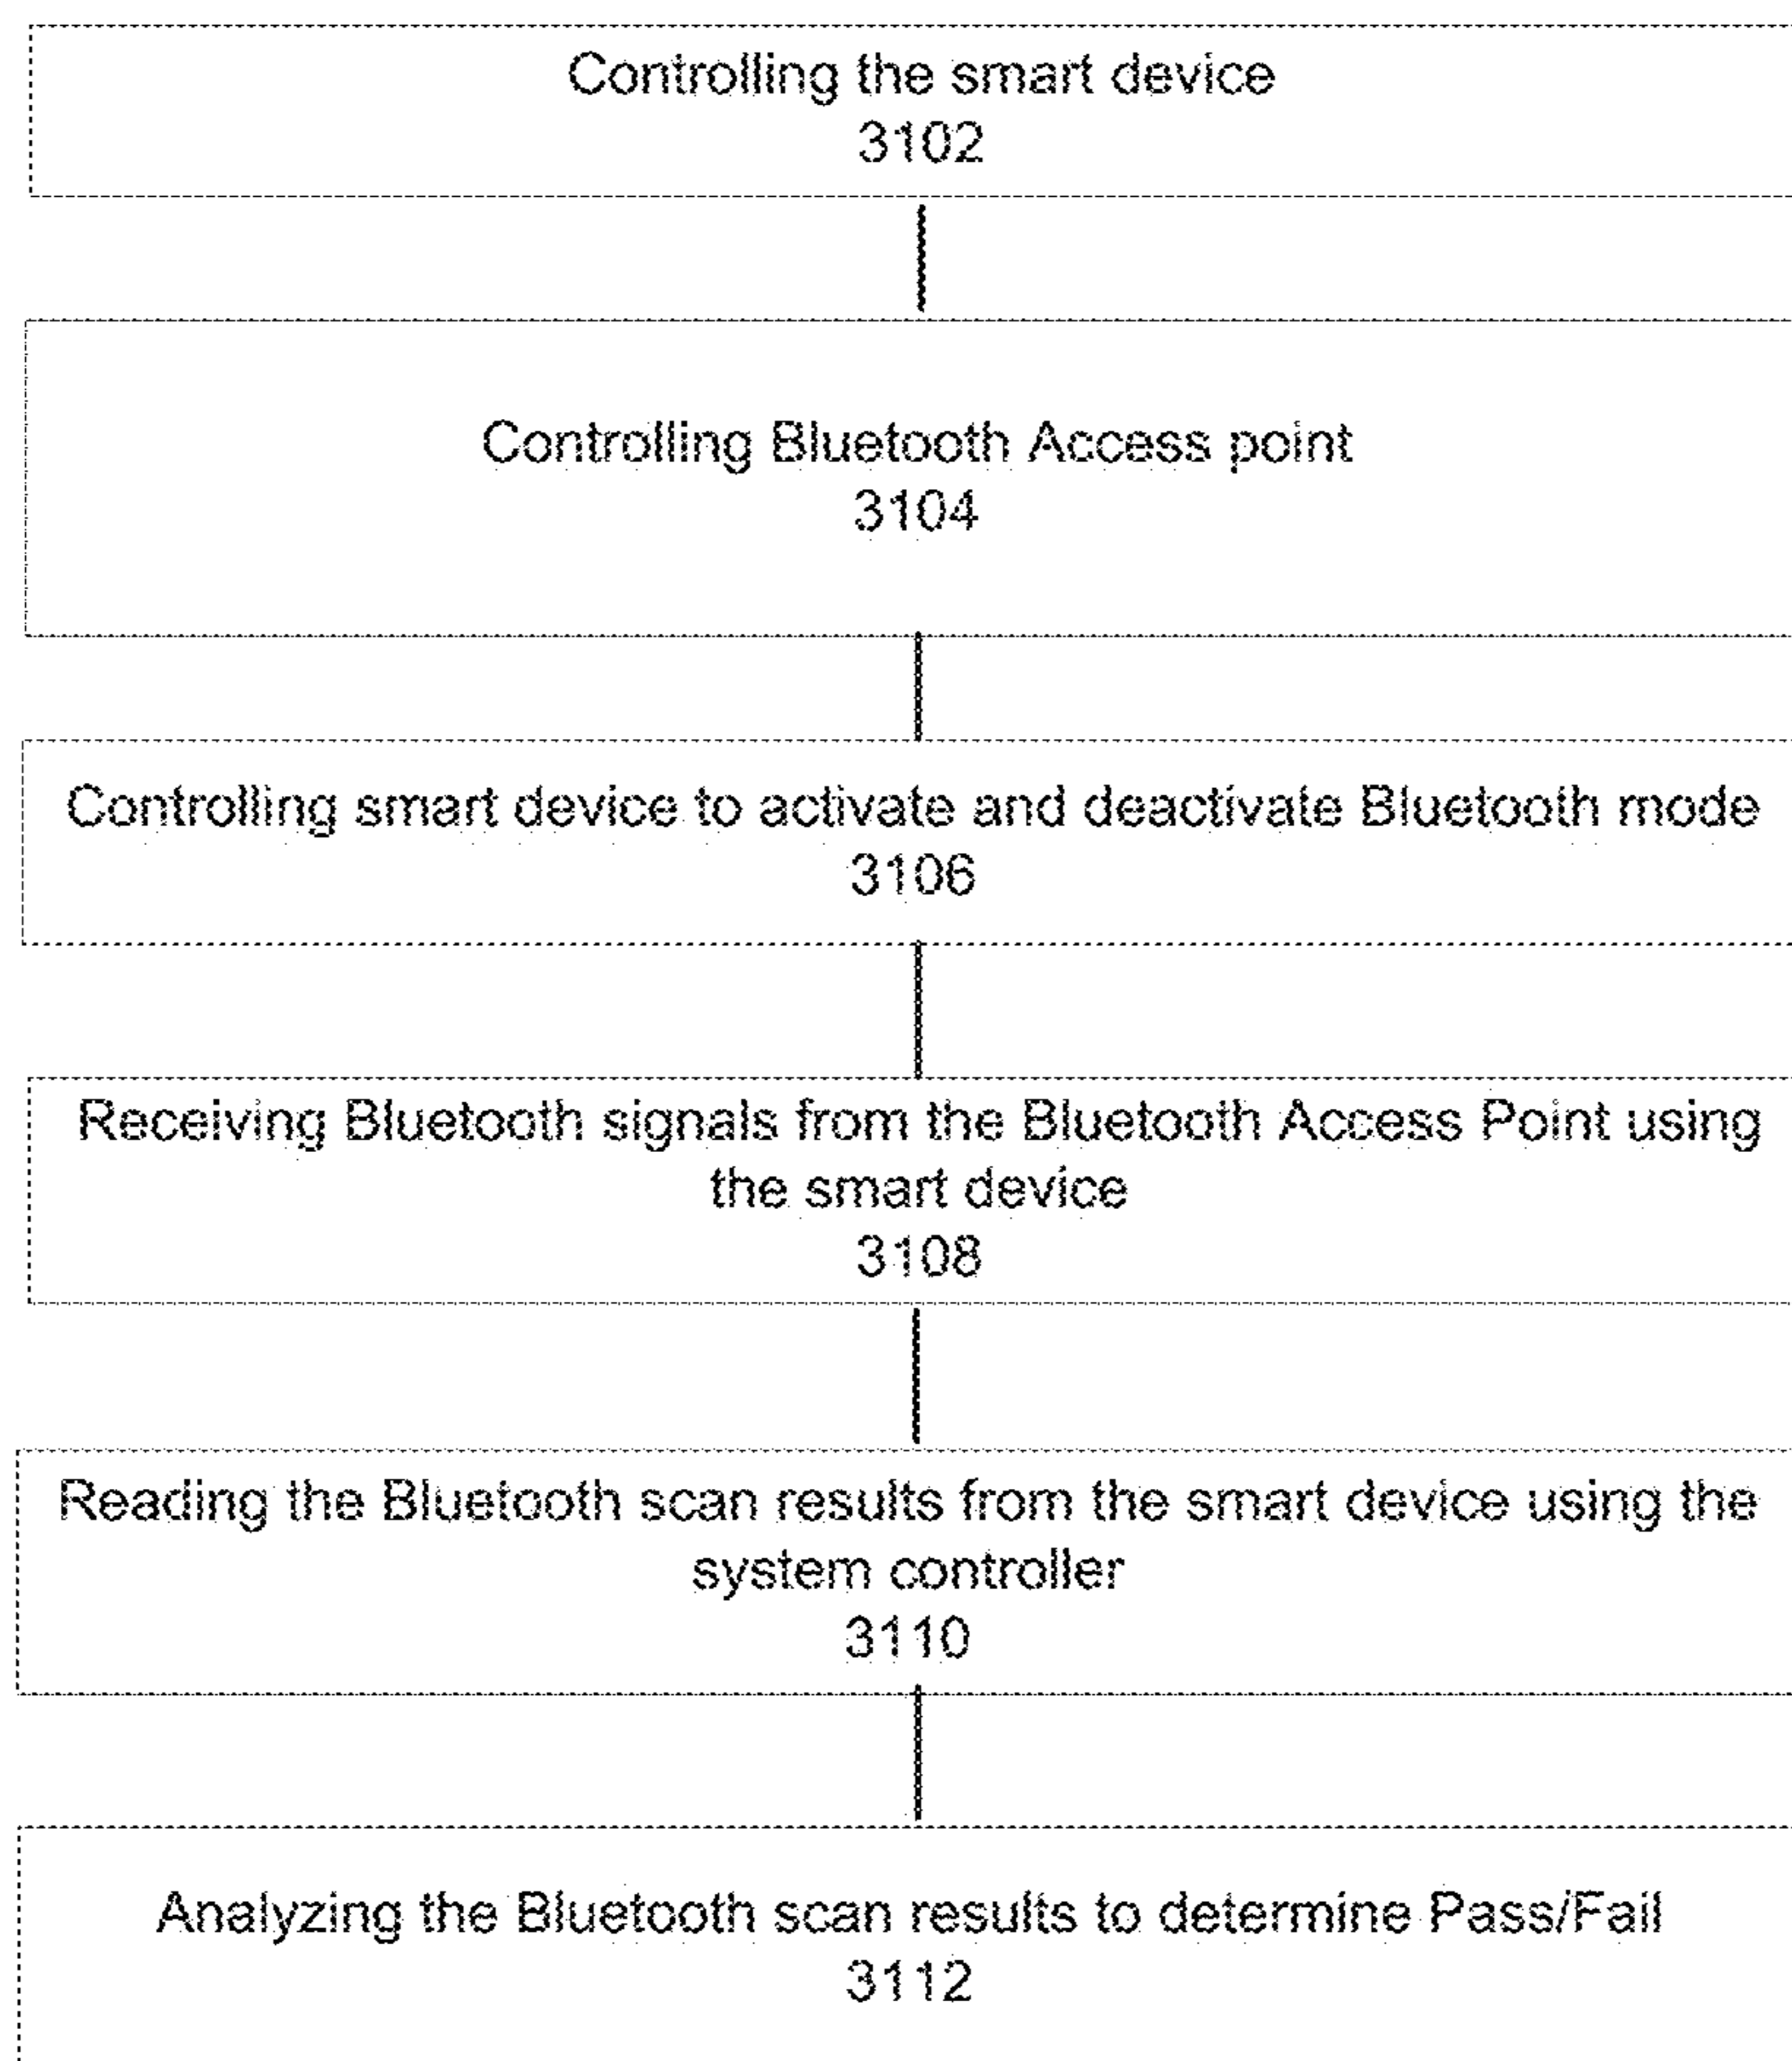 Controlling the smart device
3102
Controlling Bluetooth Access point
3104
Controlling smart device to activate and deactivate Bluetooth mode
3106
Receiving Bluetooth signals from the Bluetooth Access Point using
the smart device
3108
Reading the Bluetooth scan results from the smart device using the
system controller
3110
Analyzing the Bluetooth scan results to determine Pass/Fail
3112